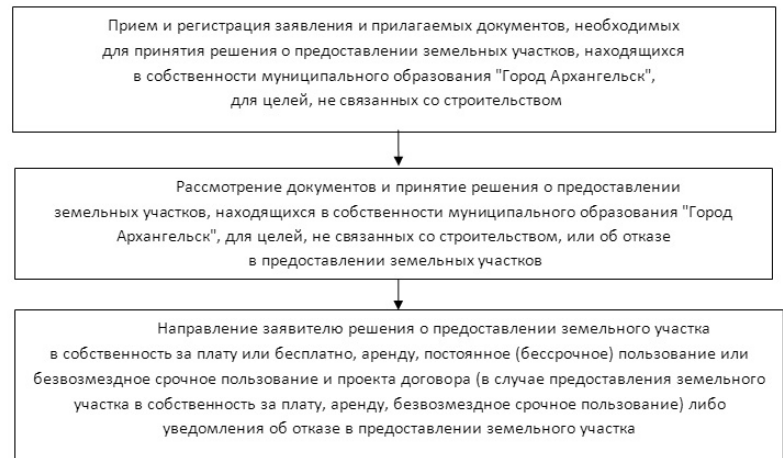 Прием и регистрация заявления и прилагаемых документов, необходимых
для принятия решения о предоставлении земельных участков, находящихся
в собственности муниципального образования "Город Архангельск",
для целей, не связанных со строительством
Рассмотрение документов и принятие решения о предоставлении
земельных участков, находящихся в собственности муниципального образования "Город
Архангельск", для целей, не связанных со строительством, или об отказе
в предоставлении земельных участков
Направление заявителю решения о предоставлении земельного участка
в собственность за плату или бесплатно, аренду, постоянное (бессрочное) пользование или
безвозмездное срочное пользование и проекта договора (в случае предоставления земельного
участка в собственность за плату, аренду, безвозмездное срочное пользование) либо
уведомления об отказе в предоставлении земельного участка